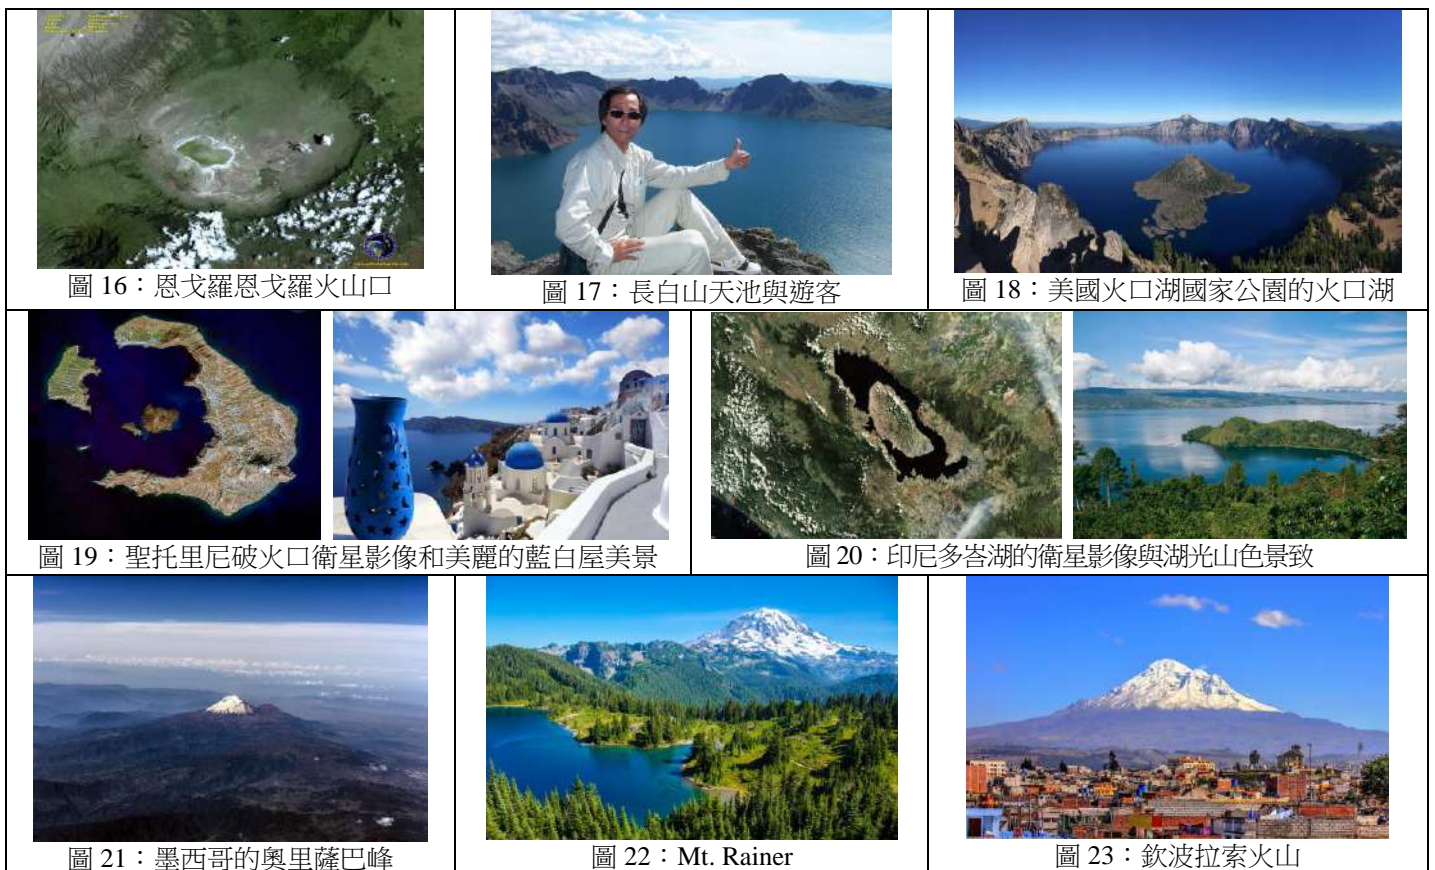 圖 16：恩戈羅恩戈羅火山口
圖 17：長白山天池與遊客
圖 18：美國火口湖國家公園的火口湖
圖 19：聖托里尼破火口衛星影像和美麗的藍白屋美景
圖 20：印尼多峇湖的衛星影像與湖光山色景致
圖 21：墨西哥的奧里薩巴峰
圖 22：Mt. Rainer
圖 23：欽波拉索火山